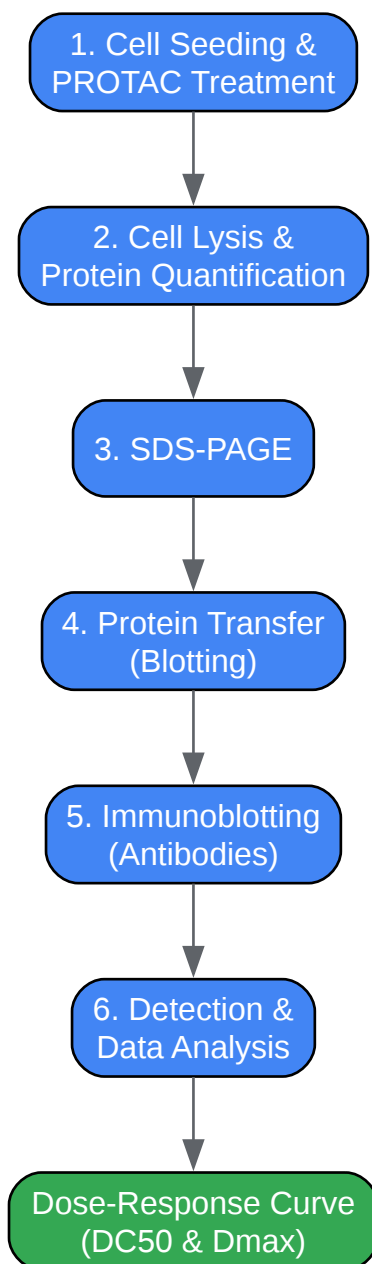 1. Cell Seeding &
PROTAC Treatment
2. Cell Lysis &
Protein Quantification
3. SDS-PAGE
4. Protein Transfer
(Blotting)
5. Immunoblotting
(Antibodies)
6. Detection &
Data Analysis
Dose-Response Curve
(DC50 & Dmax)